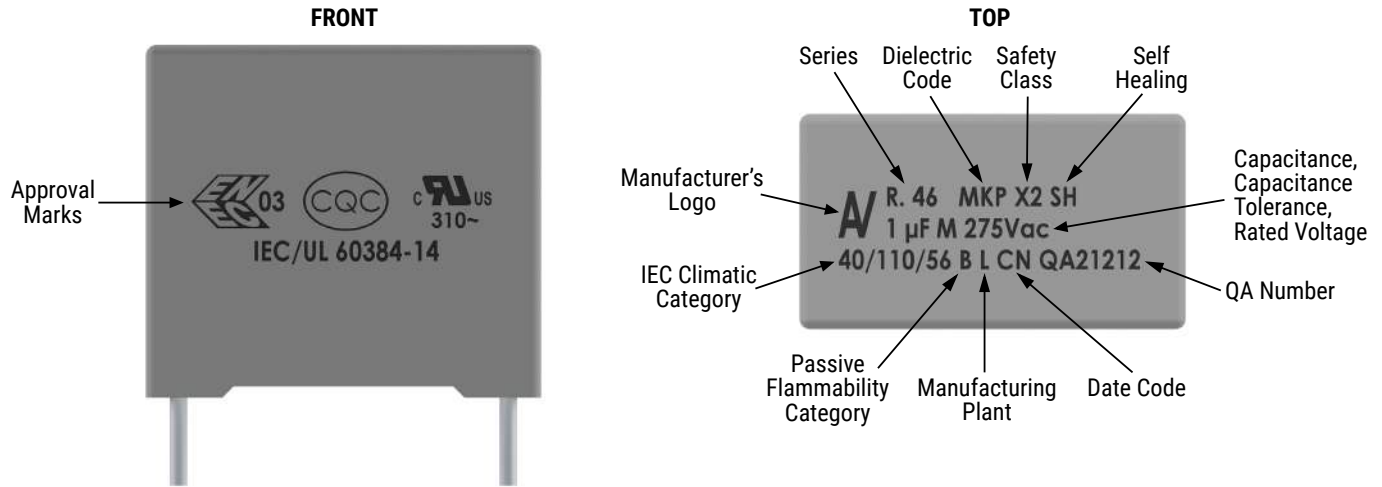 FRONT
Approval
Marks
ENEC 03
CQC
C RU US
310~
IEC/UL 60384-14
TOP
Series
Dielectric
Code
Safety
Class
Self
Healing
Manufacturer's
Logo
R. 46 MKP X2 SH
1 µF M 275Vac
40/110/56 B L CN QA21212
Capacitance,
Capacitance
Tolerance,
Rated Voltage
IEC Climatic
Category
QA Number
Passive
Flammability
Category
Manufacturing
Plant
Date Code